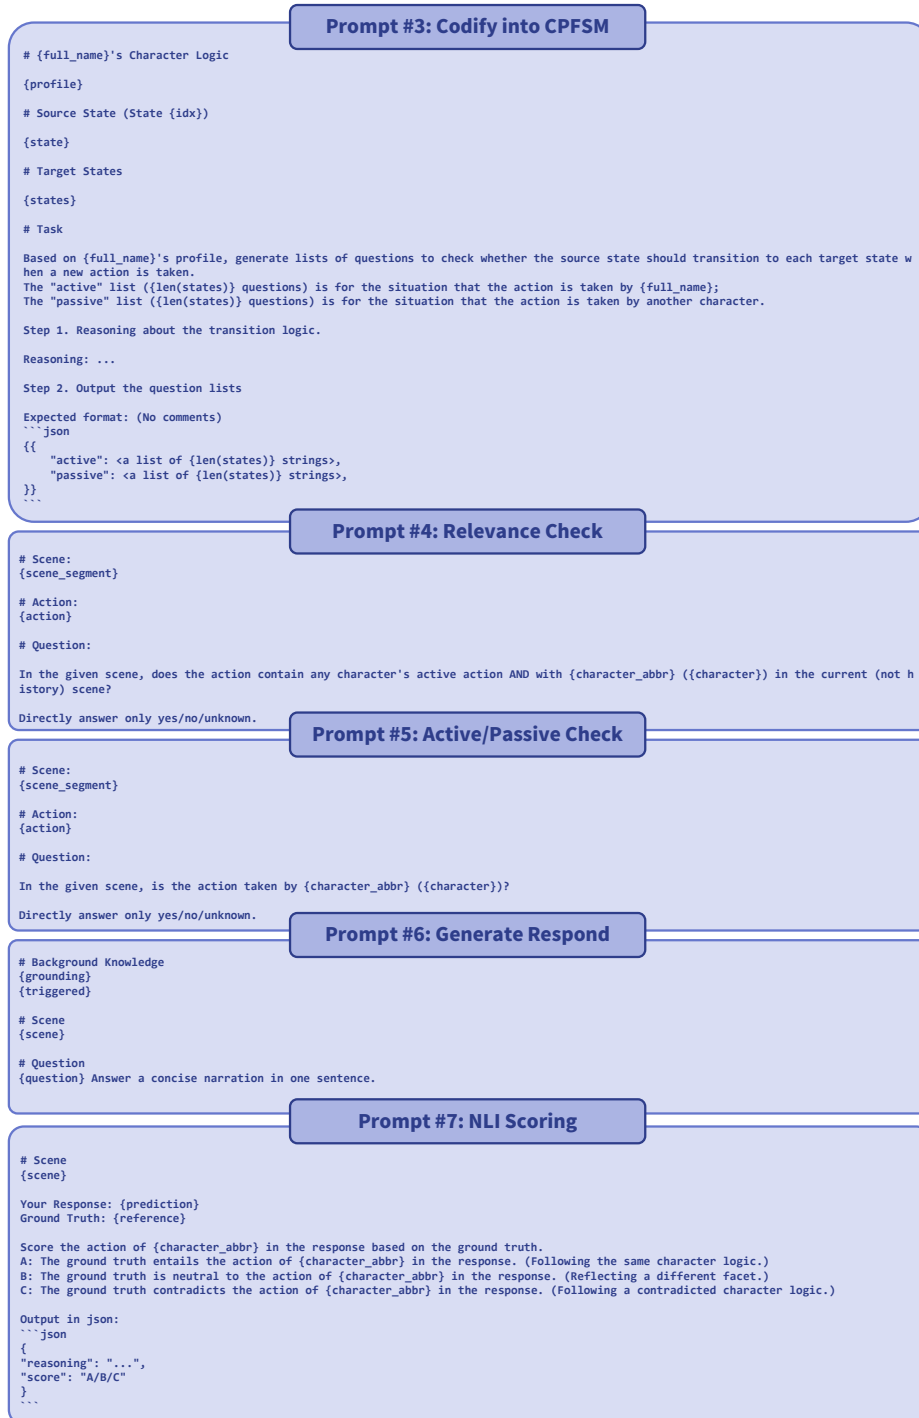 Prompt #3: Codify into CPFSM
# {full_name}'s Character Logic
{profile}
# Source State (State {idx})
{state}
# Target States
{states}
# Task
Based on {full_name}'s profile, generate lists of questions to check whether the source state should transition to each target state w
hen a new action is taken.
The "active" list ({len(states)} questions) is for the situation that the action is taken by {full_name};
The "passive" list ({len(states)} questions) is for the situation that the action is taken by another character.
Step 1. Reasoning about the transition logic.
Reasoning: ...
Step 2. Output the question lists
Expected format: (No comments)
```json
{{
    "active": <a list of {len(states)} strings>,
    "passive": <a list of {len(states)} strings>,
}}
```
Prompt #4: Relevance Check
# Scene:
{scene_segment}
# Action:
{action}
# Question:
In the given scene, does the action contain any character's active action AND with {character_abbr} ({character}) in the current (not h
istory) scene?
Directly answer only yes/no/unknown.
Prompt #5: Active/Passive Check
# Scene:
{scene_segment}
# Action:
{action}
# Question:
In the given scene, is the action taken by {character_abbr} ({character})?
Directly answer only yes/no/unknown.
Prompt #6: Generate Respond
# Background Knowledge
{grounding}
{triggered}
# Scene
{scene}
# Question
{question} Answer a concise narration in one sentence.
Prompt #7: NLI Scoring
# Scene
{scene}
Your Response: {prediction}
Ground Truth: {reference}
Score the action of {character_abbr} in the response based on the ground truth.
A: The ground truth entails the action of {character_abbr} in the response. (Following the same character logic.)
B: The ground truth is neutral to the action of {character_abbr} in the response. (Reflecting a different facet.)
C: The ground truth contradicts the action of {character_abbr} in the response. (Following a contradicted character logic.)
Output in json:
```json
{
"reasoning": "...",
"score": "A/B/C"
}
```